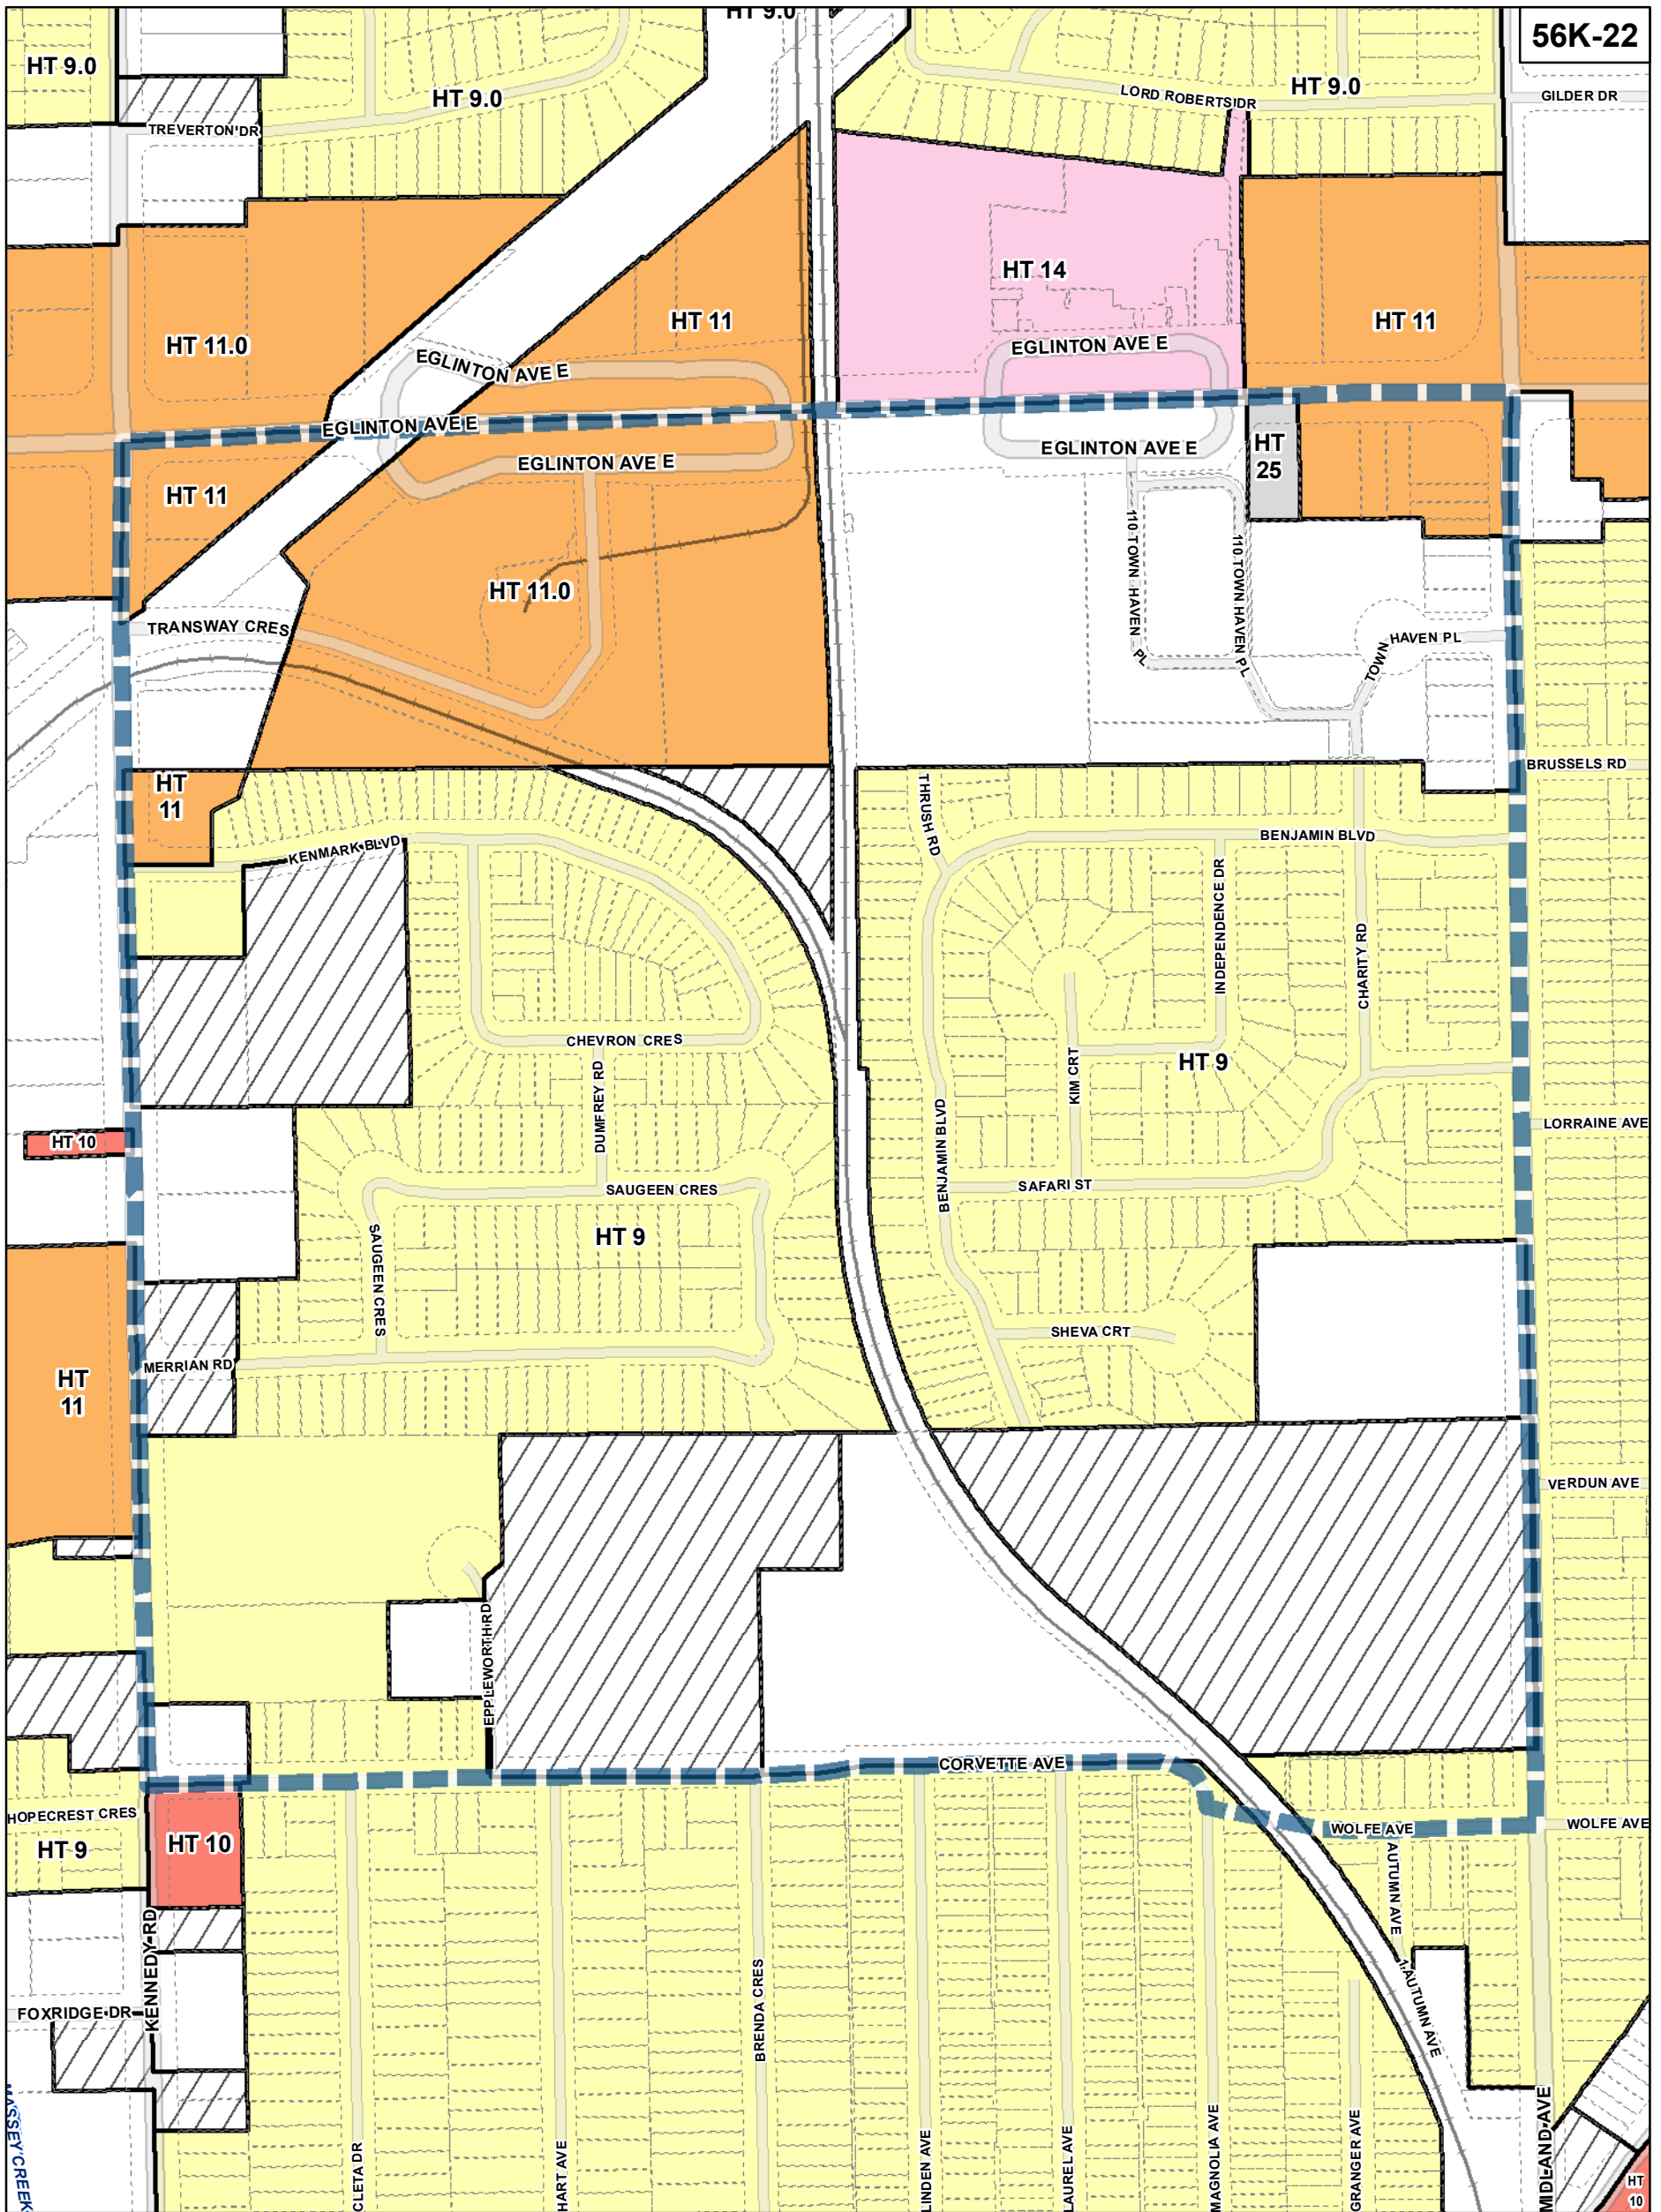 HT 9.0
56K-22
HT 9.0
HT 9.0
HT 9.0
LORD ROBERTS DR
GILDER DR
TREVERTON DR
HT 14
HT 11
HT 11
HT 11.0
EGLINTON AVE E
EGLINTON AVE E
EGLINTON AVE E
EGLINTON AVE E
EGLINTON AVE E
HT
25
HT 11
110 TOWN HAVEN PL
110 TOWN HAVEN PL
HT 11.0
TRANSWAY CRES
TOWN HAVEN PL
BRUSSELS RD
HT
11
THRUSH RD
BENJAMIN BLVD
KENMARK BLVD
INDEPENDENCE DR
CHARITY RD
CHEVRON CRES
DUMFREY RD
KIM CRT
HT 9
BENJAMIN BLVD
LORRAINE AVE
HT 10
SAUGEEN CRES
SAFARI ST
HT 9
SAUGEEN CRES
SHEVA CRT
MERRIAN RD
HT
11
VERDUN AVE
EPPLEWORTH RD
CORVETTE AVE
HOPECREST CRES
WOLFE AVE
WOLFE AVE
HT 9
HT 10
AUTUMN AVE
KENNEDY RD
FOXRIDGE DR
1 AUTUMN AVE
BRENDA CRES
MASSEY CREEK
CLETA DR
HART AVE
LINDEN AVE
LAUREL AVE
MAGNOLIA AVE
GRANGER AVE
MIDLAND AVE
HT
10